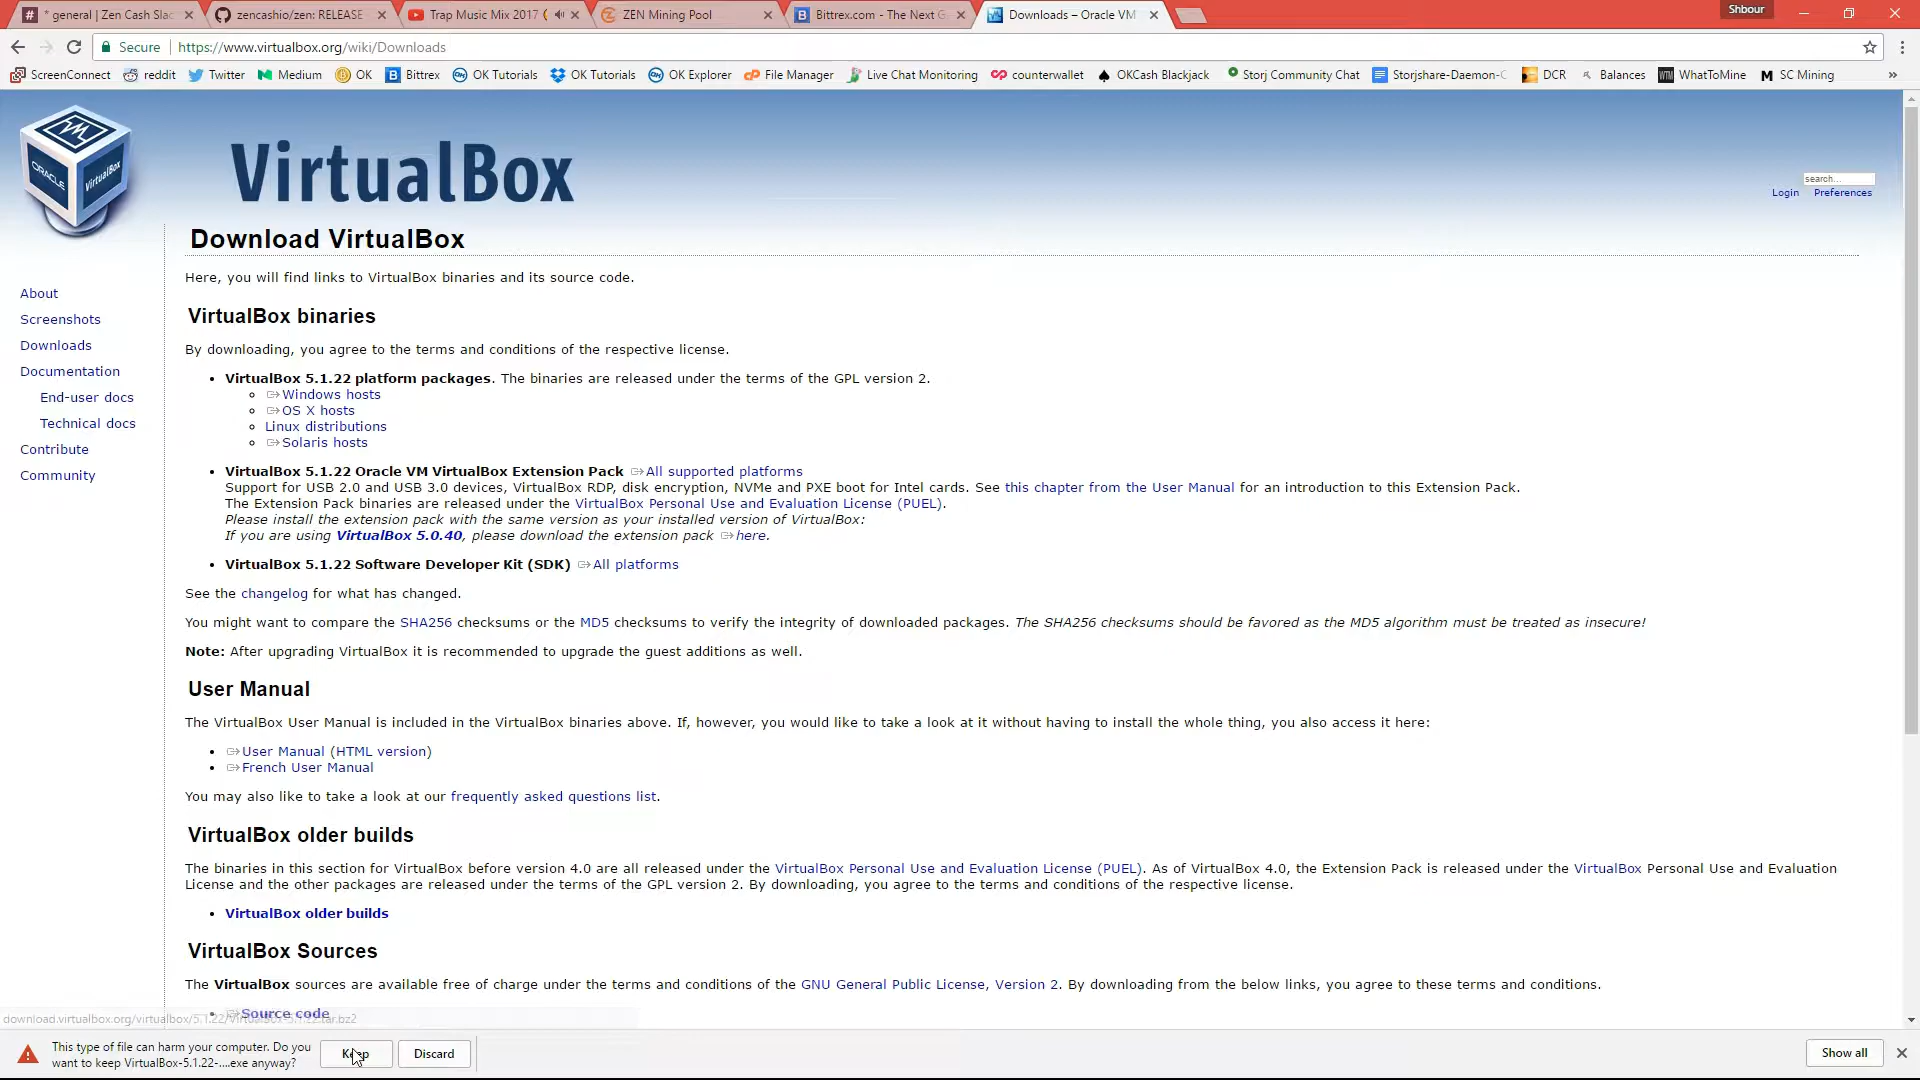 * general | Zen Cash Slac
zencashio/zen: RELEASE
Trap Music Mix 2017 (
ZEN Mining Pool
Bittrex.com - The Next G
Downloads – Oracle VM
Shbour
Secure
https://www.virtualbox.org/wiki/Downloads
ScreenConnect
reddit
Twitter
Medium
OK
Bittrex
OK Tutorials
OK Tutorials
OK Explorer
File Manager
Live Chat Monitoring
counterwallet
OKCash Blackjack
Storj Community Chat
Storjshare-Daemon-C
DCR
Balances
WhatToMine
SC Mining
»
ORACLE
VirtualBox
VirtualBox
search...
Login
Preferences
Download VirtualBox
Here, you will find links to VirtualBox binaries and its source code.
About
Screenshots
Downloads
Documentation
End-user docs
Technical docs
Contribute
Community
VirtualBox binaries
By downloading, you agree to the terms and conditions of the respective license.
• VirtualBox 5.1.22 platform packages. The binaries are released under the terms of the GPL version 2.
Windows hosts
OS X hosts
Linux distributions
Solaris hosts
• VirtualBox 5.1.22 Oracle VM VirtualBox Extension Pack All supported platforms
Support for USB 2.0 and USB 3.0 devices, VirtualBox RDP, disk encryption, NVMe and PXE boot for Intel cards. See this chapter from the User Manual for an introduction to this Extension Pack.
The Extension Pack binaries are released under the VirtualBox Personal Use and Evaluation License (PUEL).
Please install the extension pack with the same version as your installed version of VirtualBox:
If you are using VirtualBox 5.0.40, please download the extension pack here.
• VirtualBox 5.1.22 Software Developer Kit (SDK) All platforms
See the changelog for what has changed.
You might want to compare the SHA256 checksums or the MD5 checksums to verify the integrity of downloaded packages. The SHA256 checksums should be favored as the MD5 algorithm must be treated as insecure!
Note: After upgrading VirtualBox it is recommended to upgrade the guest additions as well.
User Manual
The VirtualBox User Manual is included in the VirtualBox binaries above. If, however, you would like to take a look at it without having to install the whole thing, you also access it here:
• User Manual (HTML version)
• French User Manual
You may also like to take a look at our frequently asked questions list.
VirtualBox older builds
The binaries in this section for VirtualBox before version 4.0 are all released under the VirtualBox Personal Use and Evaluation License (PUEL). As of VirtualBox 4.0, the Extension Pack is released under the VirtualBox Personal Use and Evaluation
License and the other packages are released under the terms of the GPL version 2. By downloading, you agree to the terms and conditions of the respective license.
• VirtualBox older builds
VirtualBox Sources
The VirtualBox sources are available free of charge under the terms and conditions of the GNU General Public License, Version 2. By downloading from the below links, you agree to these terms and conditions.
• Source code
download.virtualbox.org/virtualbox/5.1.22/VirtualBox-5.1.22.tar.bz2
This type of file can harm your computer. Do you
want to keep VirtualBox-5.1.22-....exe anyway?
Keep
Discard
Show all